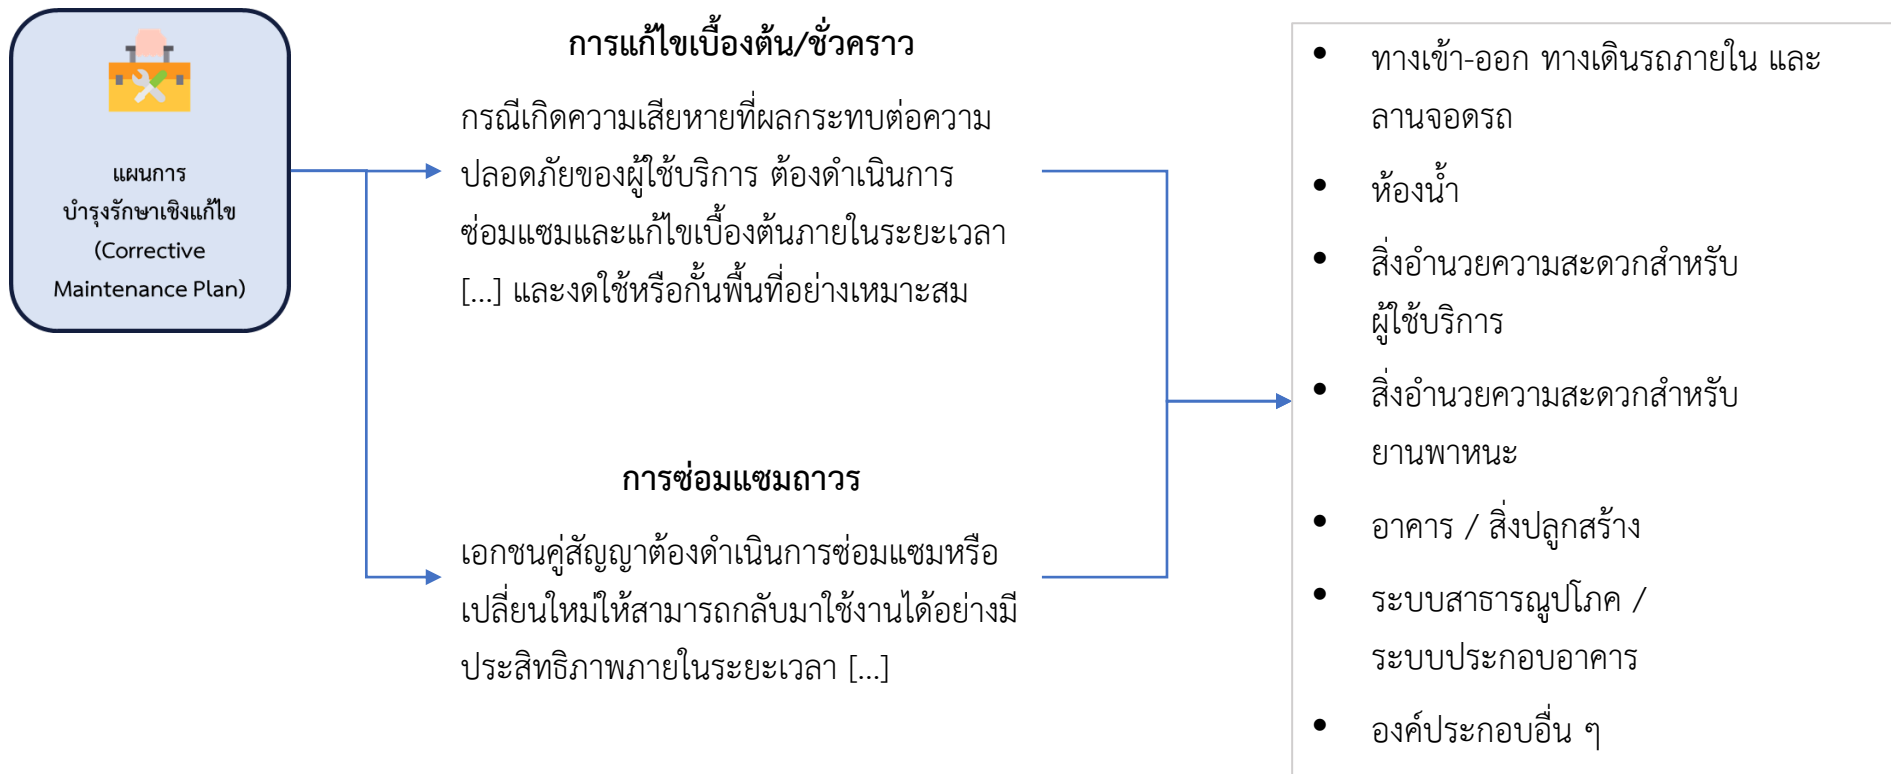 แผนการ
บำรุงรักษาเชิงแก้ไข
(Corrective
Maintenance Plan)
การแก้ไขเบื้องต้น/ชั่วคราว
กรณีเกิดความเสียหายที่ผลกระทบต่อความ
ปลอดภัยของผู้ใช้บริการ ต้องดำเนินการ
ซ่อมแซมและแก้ไขเบื้องต้นภายในระยะเวลา
[...] และงดใช้หรือกั้นพื้นที่อย่างเหมาะสม
การซ่อมแซมถาวร
เอกชนคู่สัญญาต้องดำเนินการซ่อมแซมหรือ
เปลี่ยนใหม่ให้สามารถกลับมาใช้งานได้อย่างมี
ประสิทธิภาพภายในระยะเวลา [...]
• ทางเข้า-ออก ทางเดินรถภายใน และ
ลานจอดรถ
• ห้องน้ำ
• สิ่งอำนวยความสะดวกสำหรับ
ผู้ใช้บริการ
• สิ่งอำนวยความสะดวกสำหรับ
ยานพาหนะ
• อาคาร / สิ่งปลูกสร้าง
• ระบบสาธารณูปโภค /
ระบบประกอบอาคาร
• องค์ประกอบอื่น ๆ